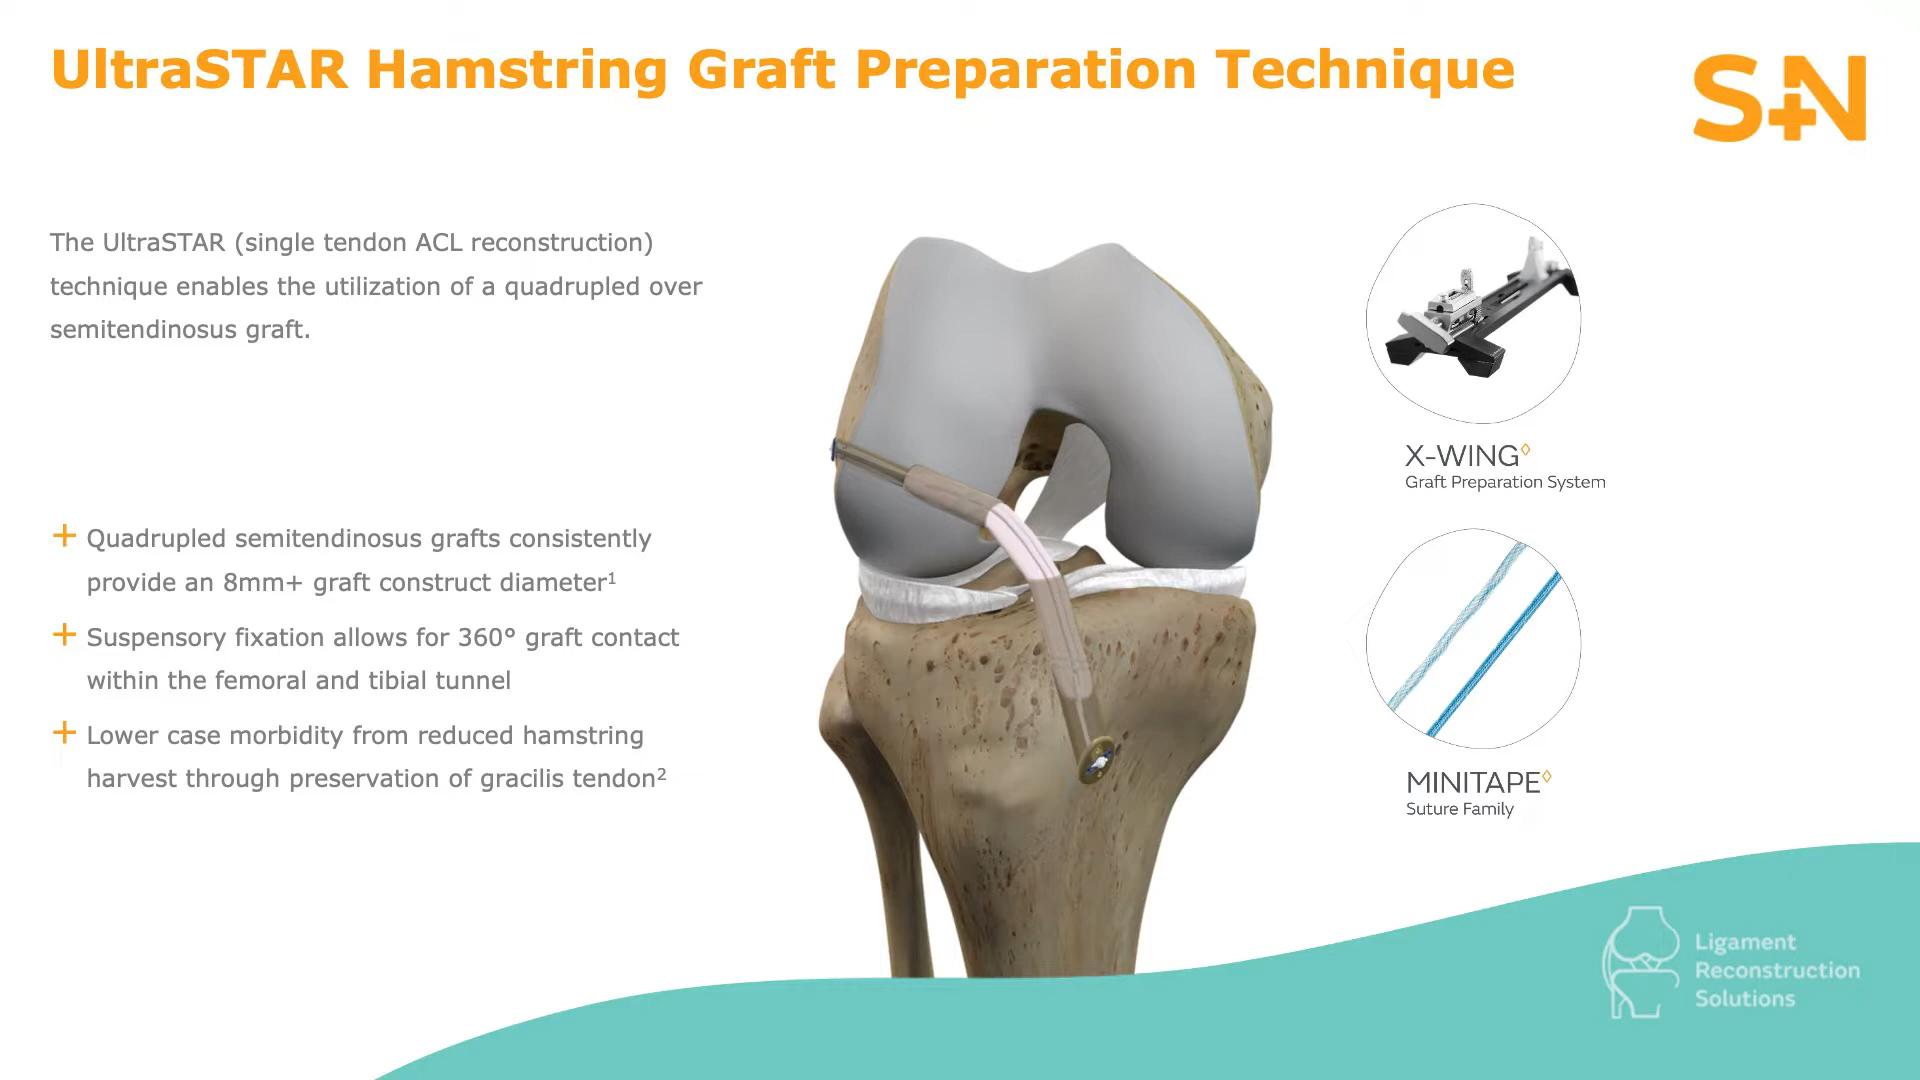 UltraSTAR Hamstring Graft Preparation Technique
S+N
The UltraSTAR (single tendon ACL reconstruction)
technique enables the utilization of a quadrupled over
semitendinosus graft.
+ Quadrupled semitendinosus grafts consistently
provide an 8mm+ graft construct diameter¹
+ Suspensory fixation allows for 360° graft contact
within the femoral and tibial tunnel
+ Lower case morbidity from reduced hamstring
harvest through preservation of gracilis tendon²
X-WING◊
Graft Preparation System
MINITAPE◊
Suture Family
Ligament
Reconstruction
Solutions